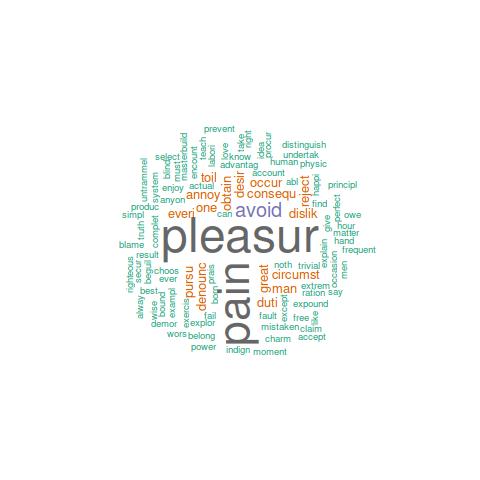 prevent
masterbuild
right
take
procur
idea
love
teach
labori
distinguish
undertak
select
blind
must
encount
know
advantag
human
physic
untrammel
system
toil
desir
account
occur
abl
enjoy
actual
obtain
consequ
reject
happi
principl
annoy
anyon
find
perfect
produc
simpl
complet
everi
one
can
avoid
dislik
give
owe
hour
truth
matter
blame
pleasur
hand
frequent
result
explain
righteous
secur
beguil
choos
ever
pursu
denounc
prais
pain
great
noth
trivial
circumst
occasion
men
best
exampl
born
man
extrem
ration
say
alway
wise
bound
exercis
duti
except
expound
like
demor
explor
fail
fault
free
mistaken
claim
wors
belong
charm
accept
power
indign
moment